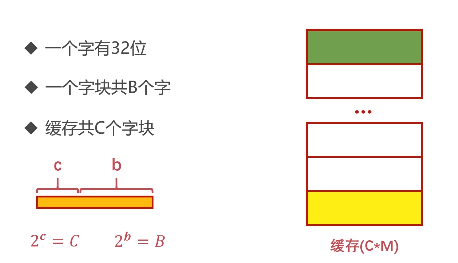 ◆ 一个字有32位
◆ 一个字块共B个字
◆ 缓存共C个字块
c b
2^c = C 2^b = B
...
缓存(C*M)